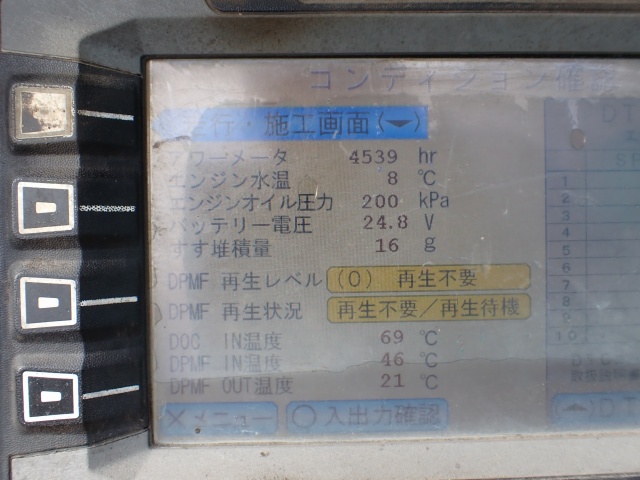 コンディション確認
行・施工画面(▼)
アワーメータ 4539 hr
エンジン水温 8 ℃
エンジンオイル圧力 200 kPa
バッテリー電圧 24.8 V
すす堆積量 16 g
DPMF 再生レベル (0) 再生不要
DPMF 再生状況 再生不要/再生待機
DOC IN温度 69 ℃
DPMF IN温度 46 ℃
DPMF OUT温度 21 ℃
×メニュー ○入出力確認
DT
1
2
3
4
5
6
7
8
9
10
(▲)DT